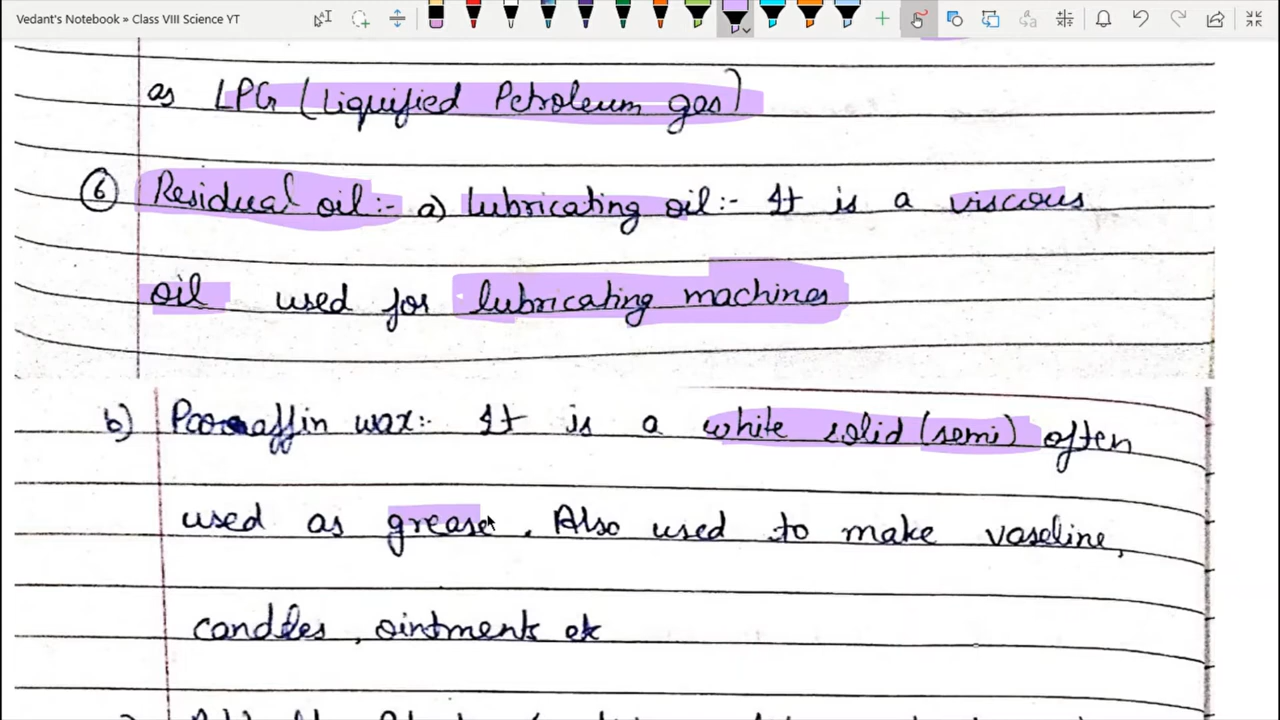 Vedant's Notebook » Class VIII Science YT
as LPG (Liquified Petroleum gas)
⑥ Residual oil:- a) lubricating oil:- It is a viscous
oil used for lubricating machines
b) Paraffin wax:- It is a white solid (semi) often
used as grease. Also used to make vaseline,
candles, ointments etc